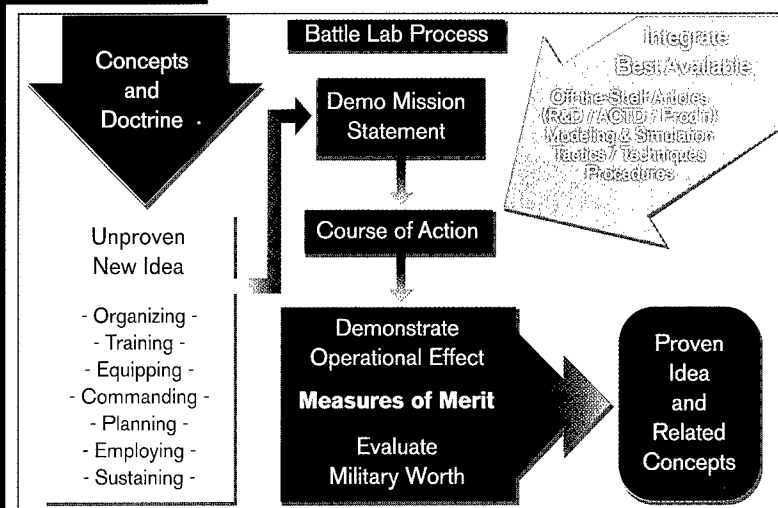 Battle Lab Process
Concepts
and
Doctrine
Unproven
New Idea
- Organizing -
- Training -
- Equipping -
- Commanding -
- Planning -
- Employing -
- Sustaining -
Demo Mission
Statement
Course of Action
Demonstrate
Operational Effect
Measures of Merit
Evaluate
Military Worth
Integrate
Best Available
Off-the-Shelf Articles
(R&D / ACTD / Prod'n)
Modeling & Simulation
Tactics / Techniques
Procedures
Proven
Idea
and
Related
Concepts